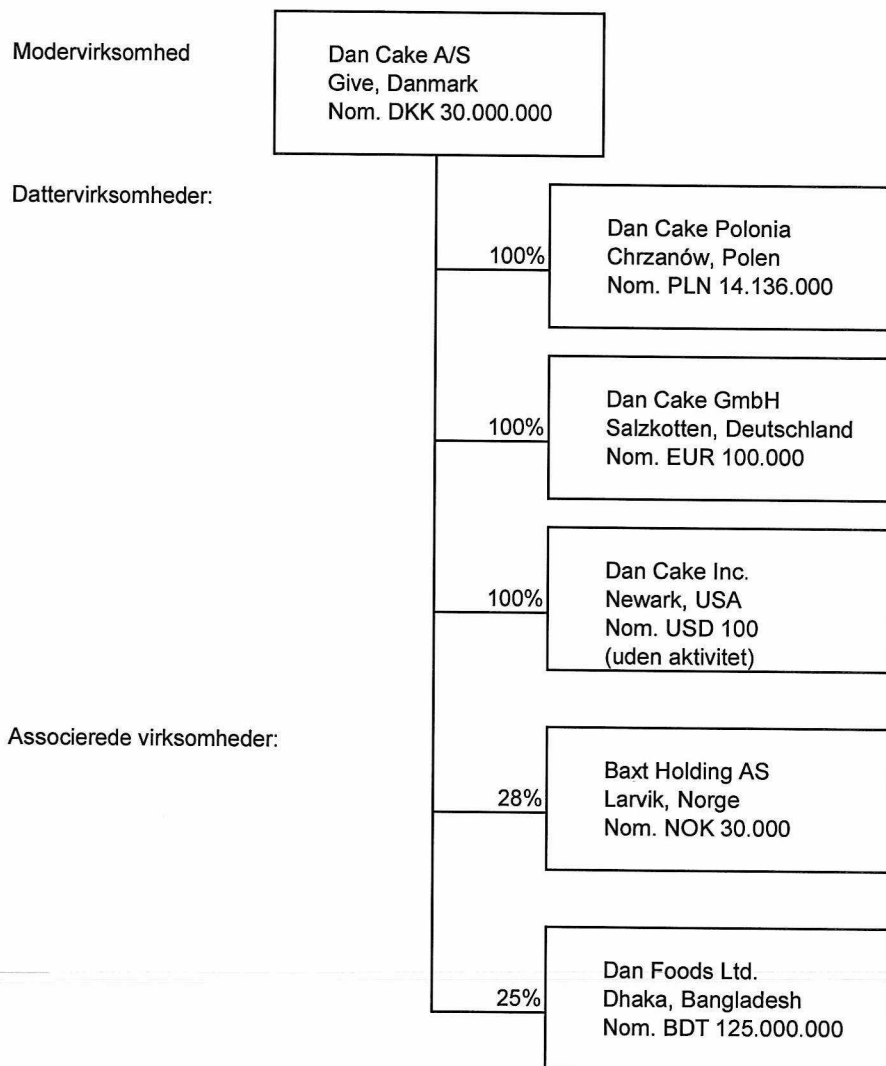 Modervirksomhed
Dan Cake A/S
Give, Danmark
Nom. DKK 30.000.000
Dattervirksomheder:
100%
Dan Cake Polonia
Chrzanów, Polen
Nom. PLN 14.136.000
100%
Dan Cake GmbH
Salzkotten, Deutschland
Nom. EUR 100.000
100%
Dan Cake Inc.
Newark, USA
Nom. USD 100
(uden aktivitet)
Associerede virksomheder:
28%
Baxt Holding AS
Larvik, Norge
Nom. NOK 30.000
25%
Dan Foods Ltd.
Dhaka, Bangladesh
Nom. BDT 125.000.000